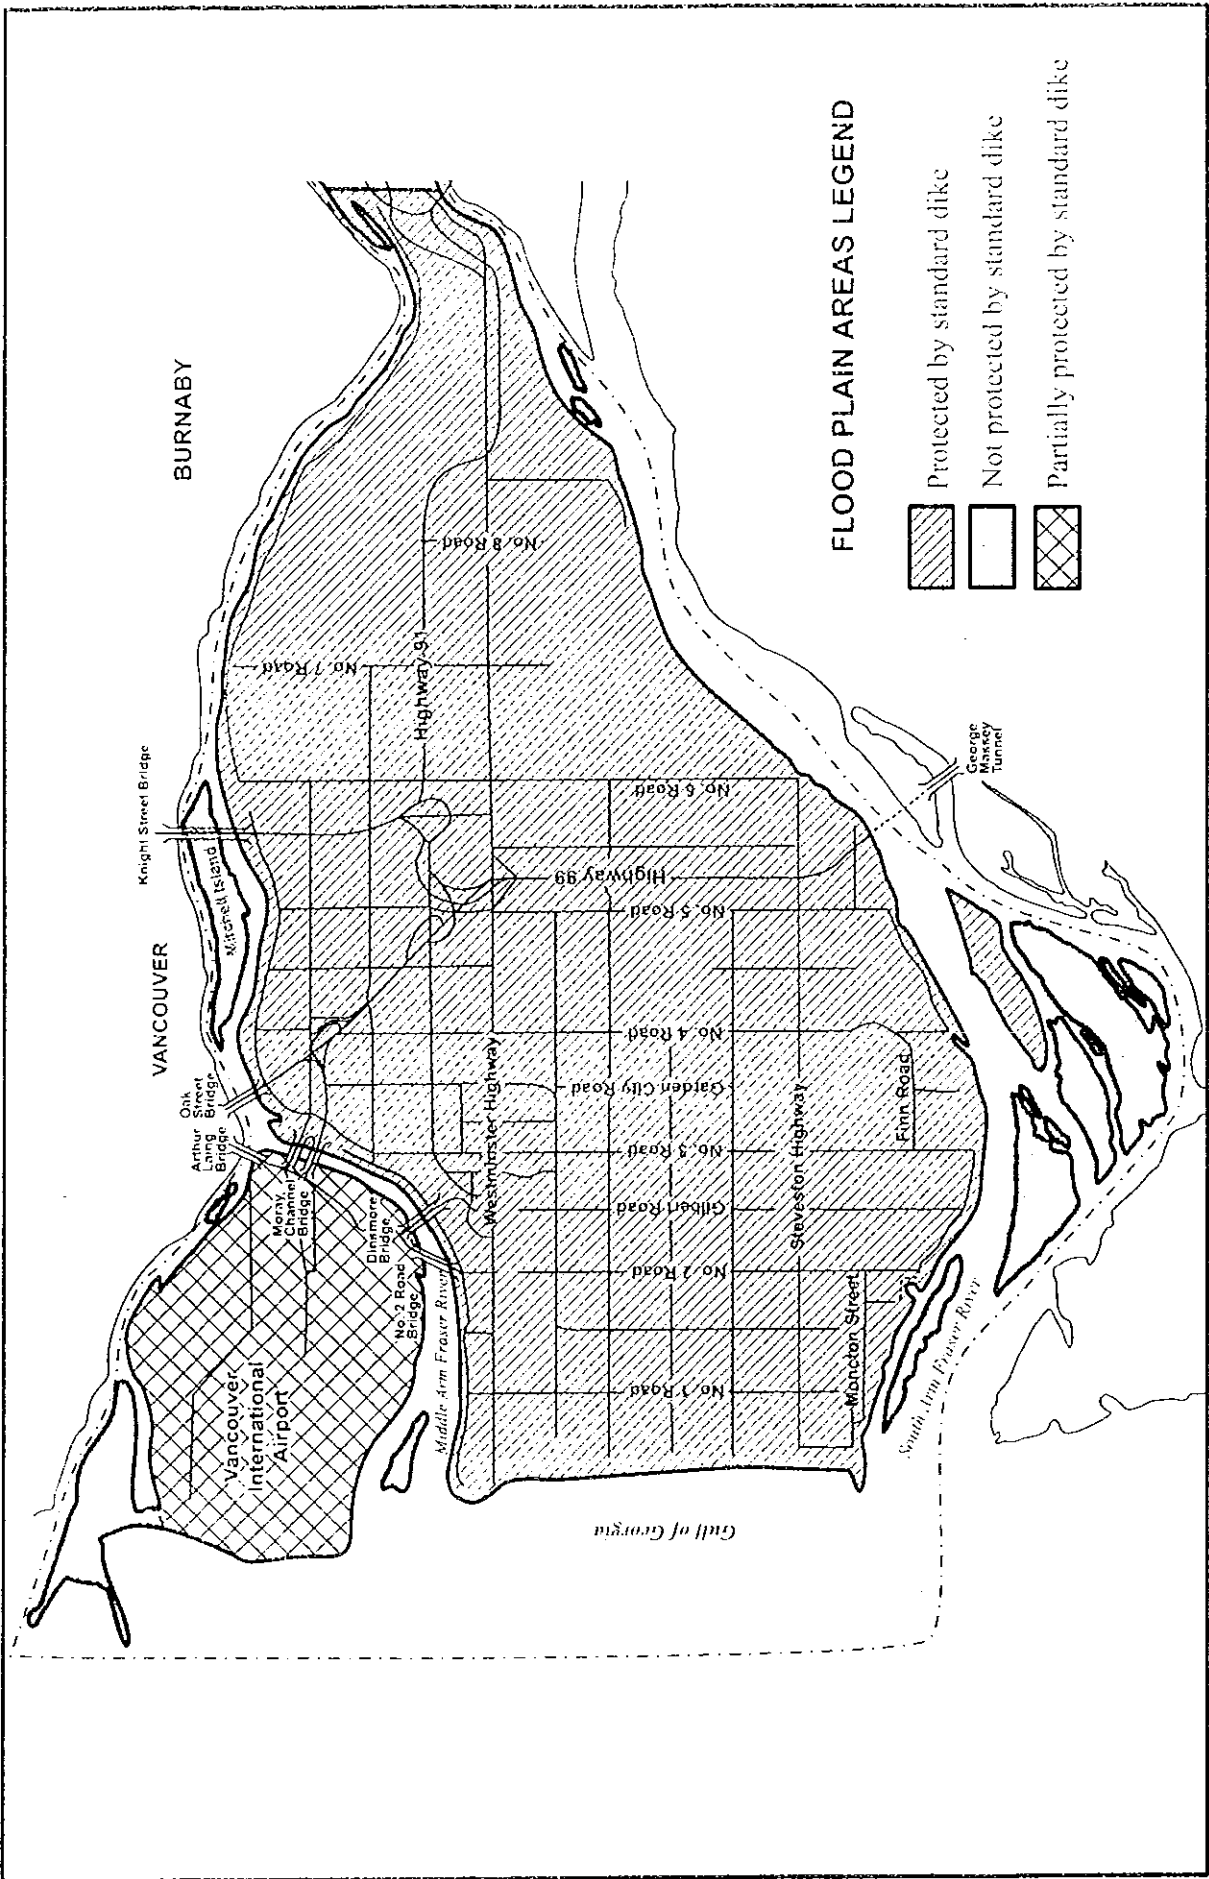 BURNABY
VANCOUVER
Knight Street Bridge
Mitchell Island
Oak
Street
Bridge
Arthur
Laing
Bridge
Moray
Channel
Bridge
Dinsmore
Bridge
No. 2 Road
Bridge
Vancouver
International
Airport
Middle Arm Fraser River
Highway 91
No. 8 Road
No. 7 Road
No. 6 Road
Highway 99
No. 5 Road
No. 4 Road
Garden City Road
No. 3 Road
Gilbert Road
No. 2 Road
No. 1 Road
Westminster Highway
Steveston Highway
Finn Road
Moncton Street
George
Massey
Tunnel
South Arm Fraser River
Gulf of Georgia
FLOOD PLAIN AREAS LEGEND
Protected by standard dike
Not protected by standard dike
Partially protected by standard dike